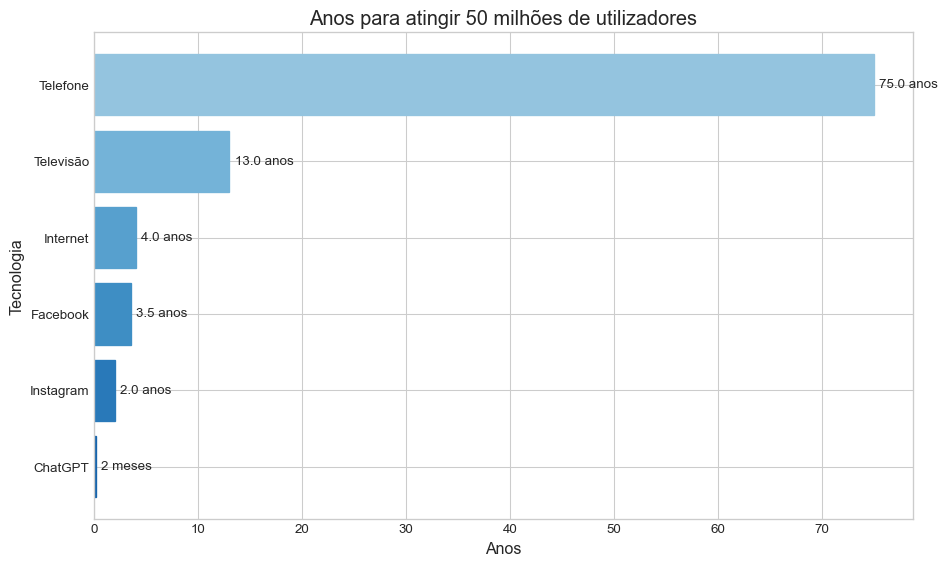 Anos para atingir 50 milhões de utilizadores
Telefone
75.0 anos
Televisão
13.0 anos
Internet
4.0 anos
Facebook
3.5 anos
Instagram
2.0 anos
ChatGPT
2 meses
Tecnologia
0 10 20 30 40 50 60 70
Anos